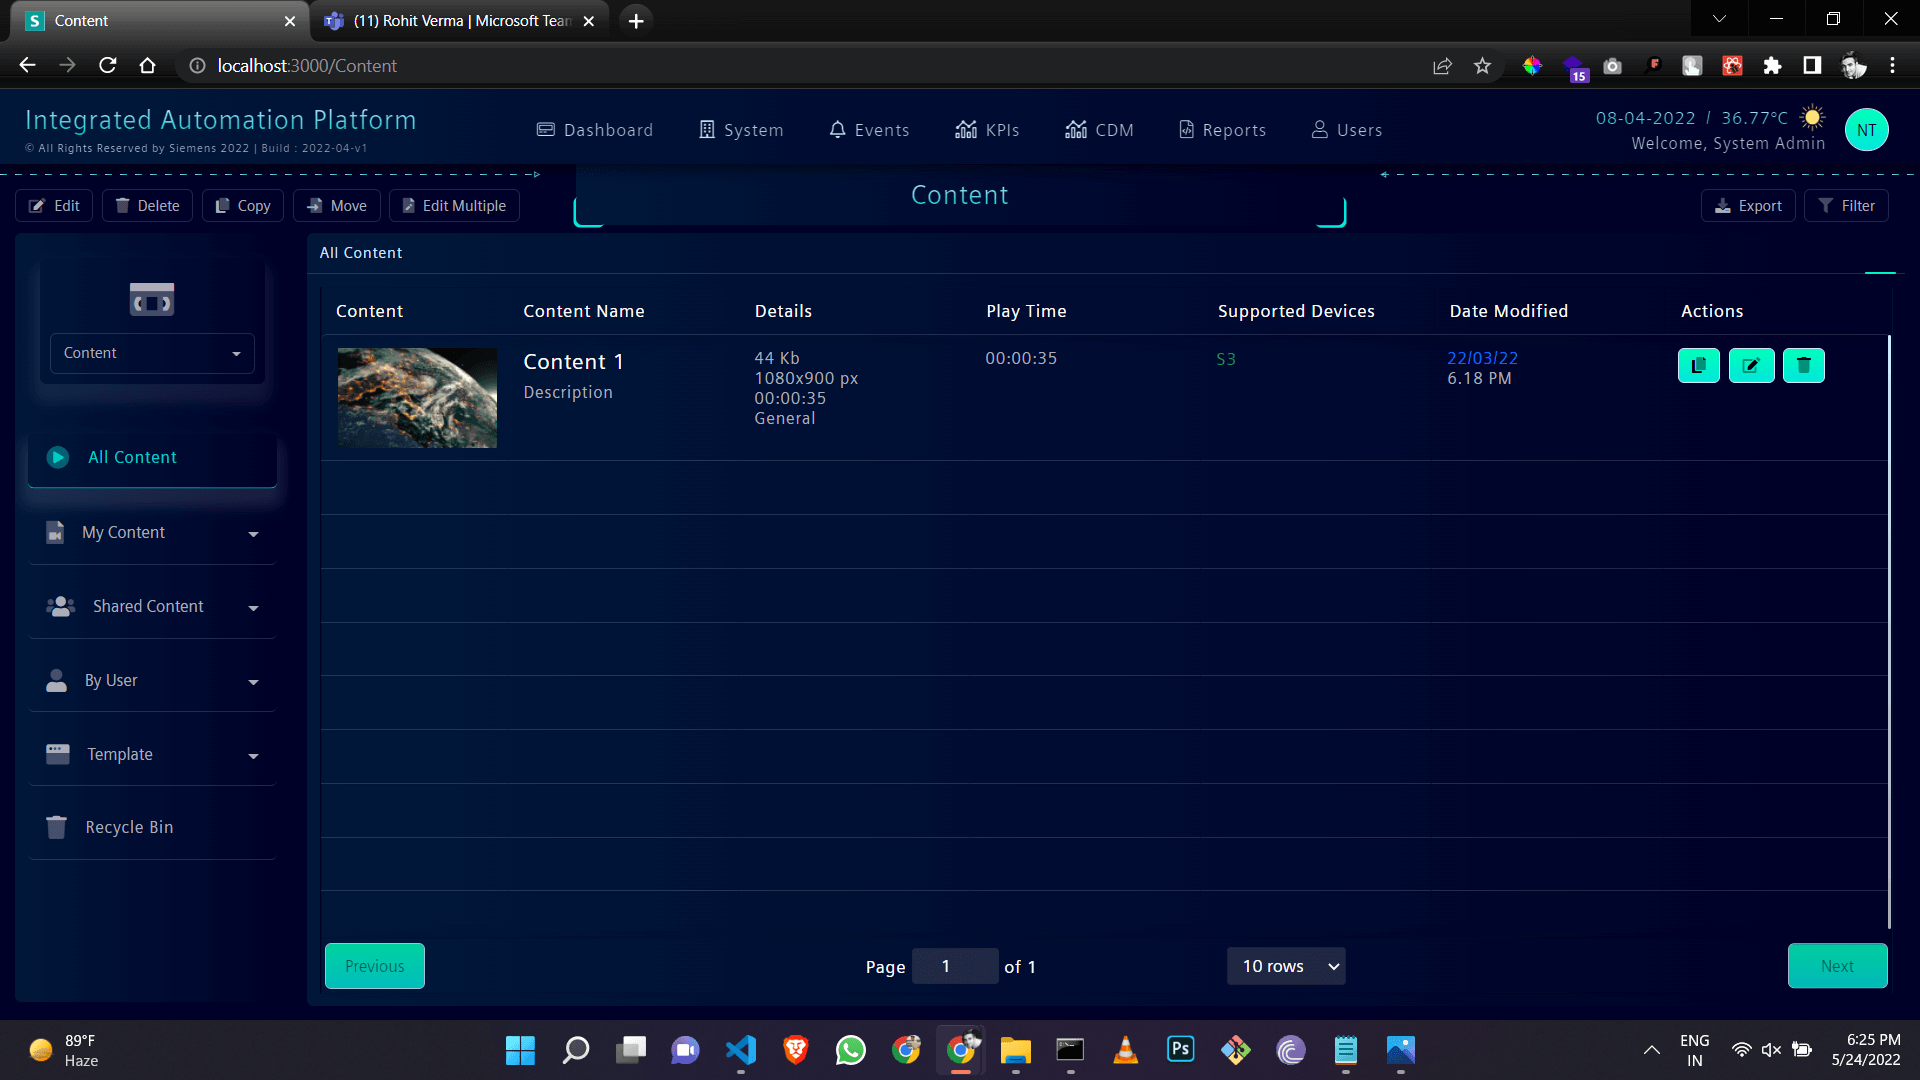 Content
(11) Rohit Verma | Microsoft Team
localhost:3000/Content
15
Integrated Automation Platform
© All Rights Reserved by Siemens 2022 | Build : 2022-04-v1
Dashboard
System
Events
KPIs
CDM
Reports
Users
08-04-2022 / 36.77°C
Welcome, System Admin
NT
Edit
Delete
Copy
Move
Edit Multiple
Content
Export
Filter
Content
All Content
My Content
Shared Content
By User
Template
Recycle Bin
All Content
Content
Content Name
Details
Play Time
Supported Devices
Date Modified
Actions
Content 1
Description
44 Kb
1080x900 px
00:00:35
General
00:00:35
S3
22/03/22
6.18 PM
Previous
Page 1 of 1
10 rows
Next
89°F
Haze
Ps
ENG
IN
6:25 PM
5/24/2022